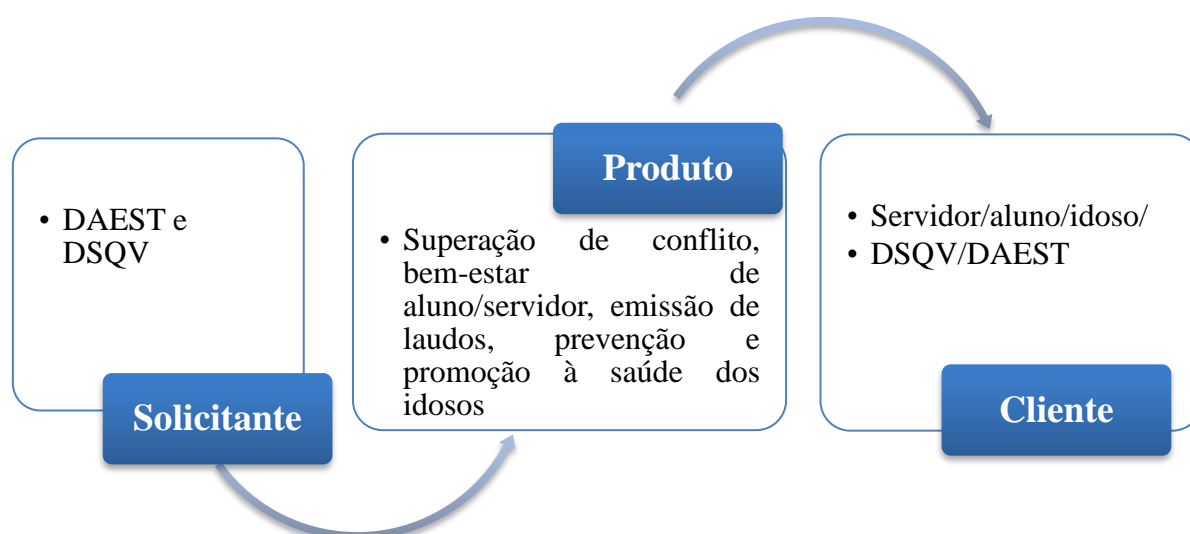 • DAEST e
DSQV
Solicitante
Produto
• Superação de conflito,
bem-estar de
aluno/servidor, emissão de
laudos, prevenção e
promoção à saúde dos
idosos
• Servidor/aluno/idoso/
• DSQV/DAEST
Cliente